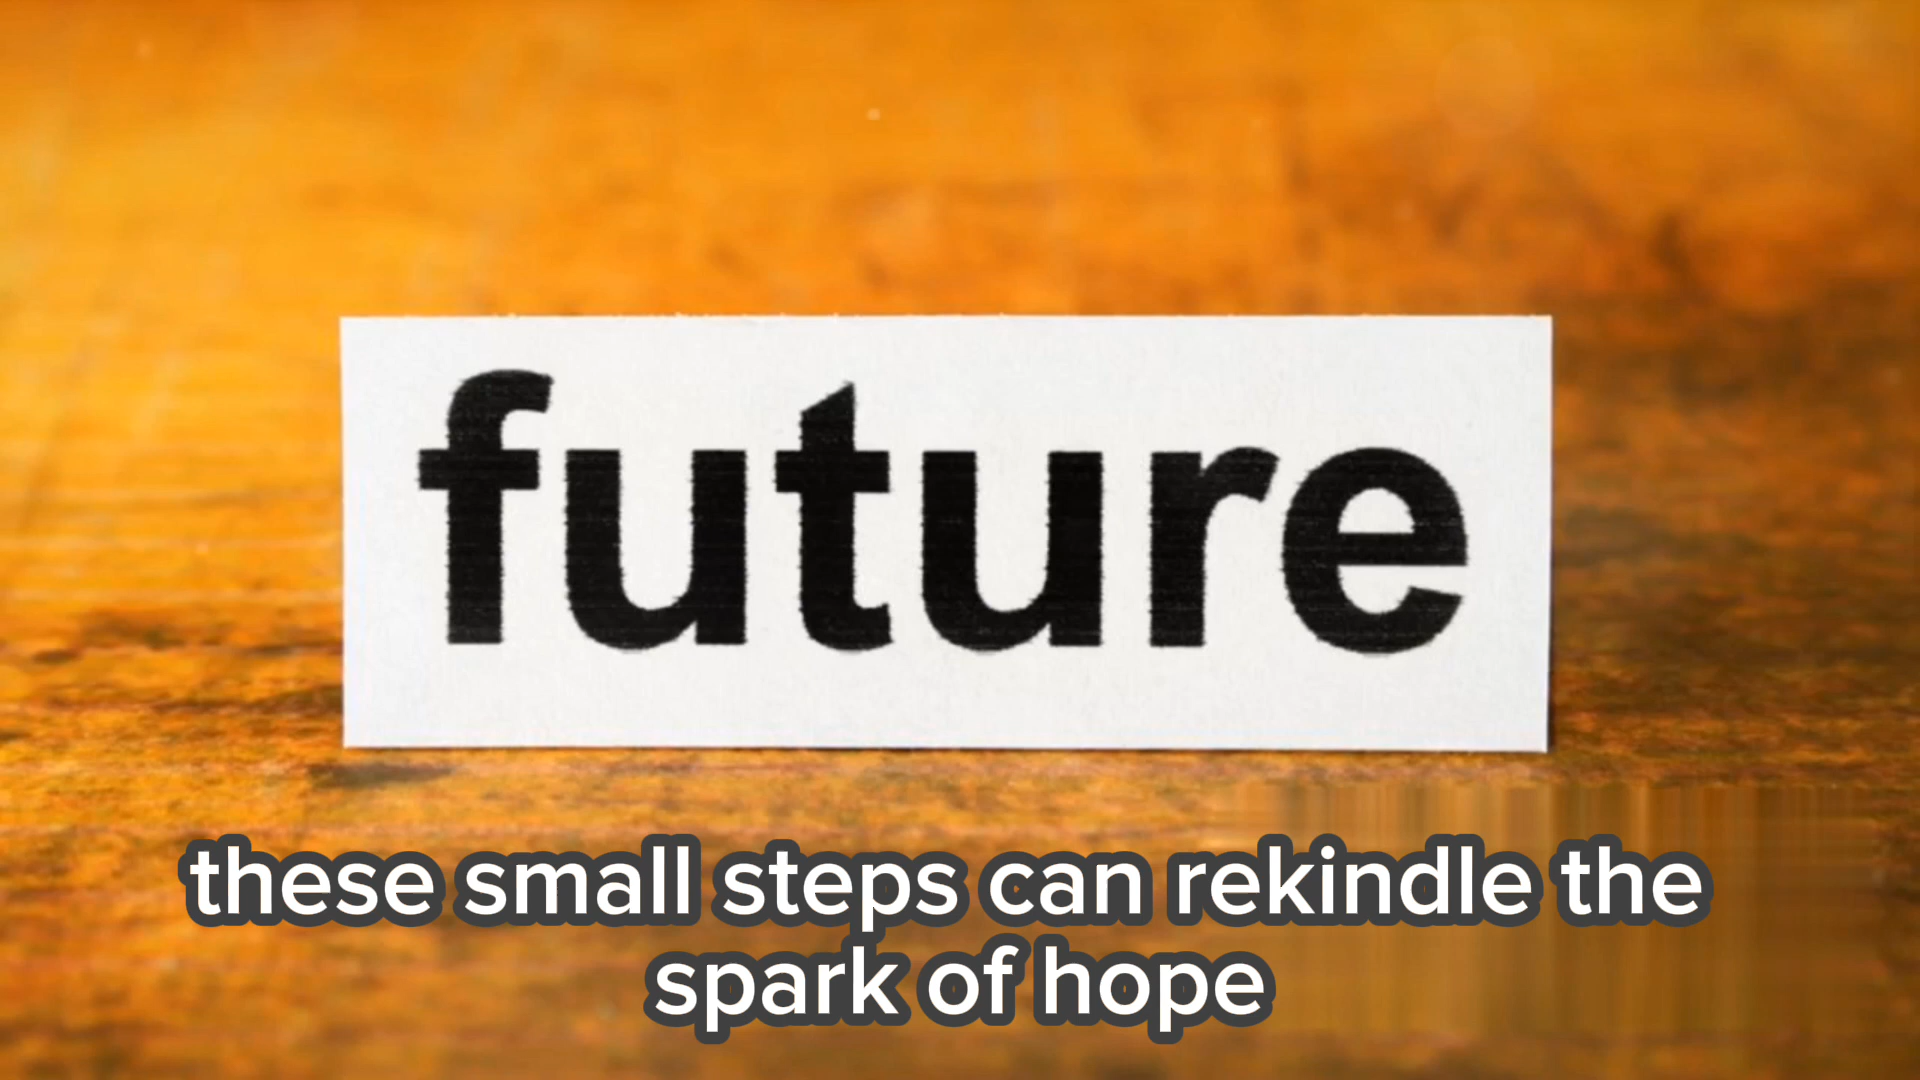 future
these small steps can rekindle the
spark of hope